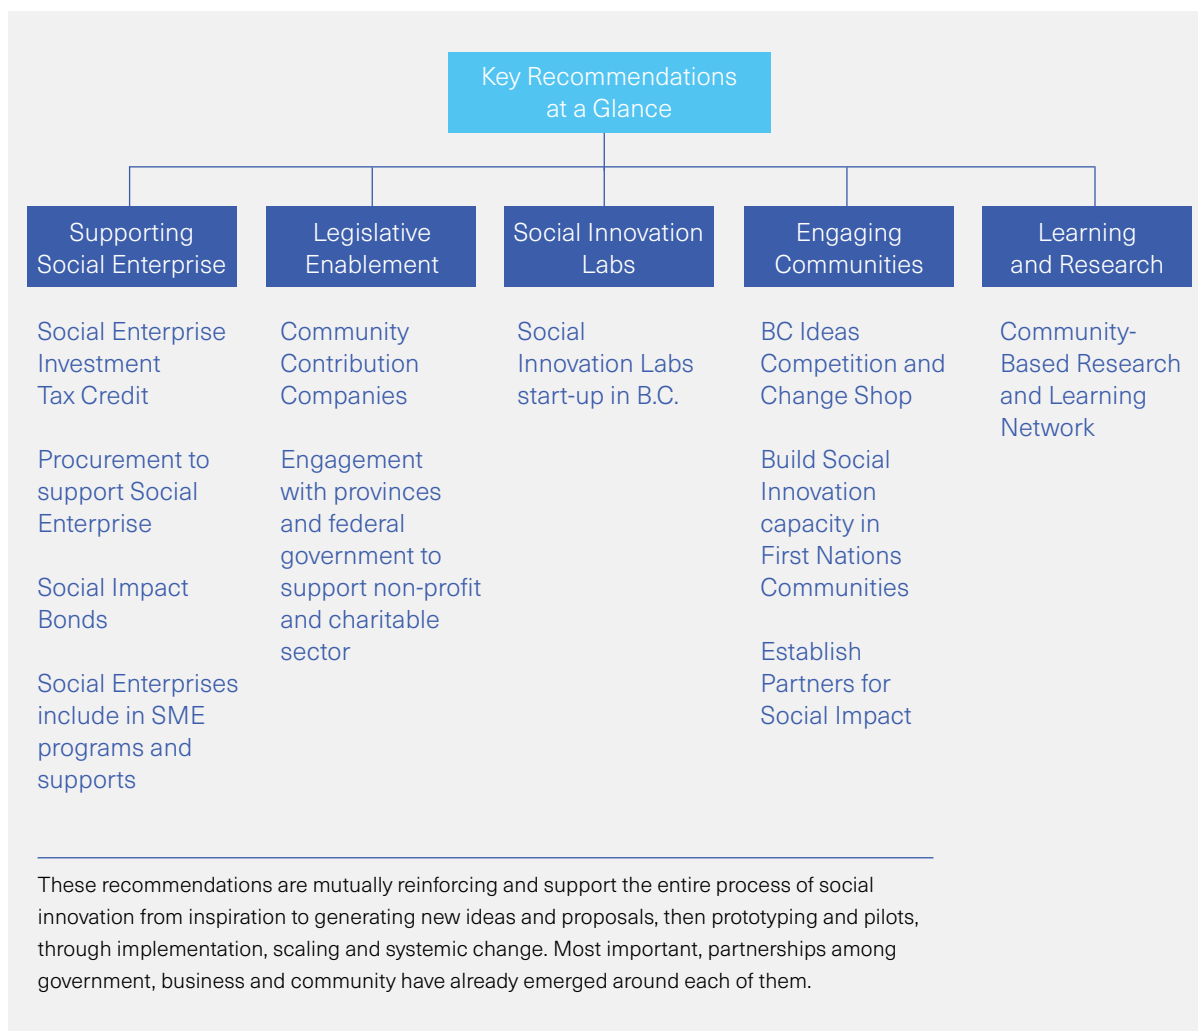 Key Recommendations
at a Glance
Supporting
Social Enterprise
Legislative
Enablement
Social Innovation
Labs
Engaging
Communities
Learning
and Research
Social Enterprise
Investment
Tax Credit
Procurement to
support Social
Enterprise
Social Impact
Bonds
Social Enterprises
include in SME
programs and
supports
Community
Contribution
Companies
Engagement
with provinces
and federal
government to
support non-profit
and charitable
sector
Social
Innovation Labs
start-up in B.C.
BC Ideas
Competition and
Change Shop
Build Social
Innovation
capacity in
First Nations
Communities
Establish
Partners for
Social Impact
Community-
Based Research
and Learning
Network
These recommendations are mutually reinforcing and support the entire process of social
innovation from inspiration to generating new ideas and proposals, then prototyping and pilots,
through implementation, scaling and systemic change. Most important, partnerships among
government, business and community have already emerged around each of them.